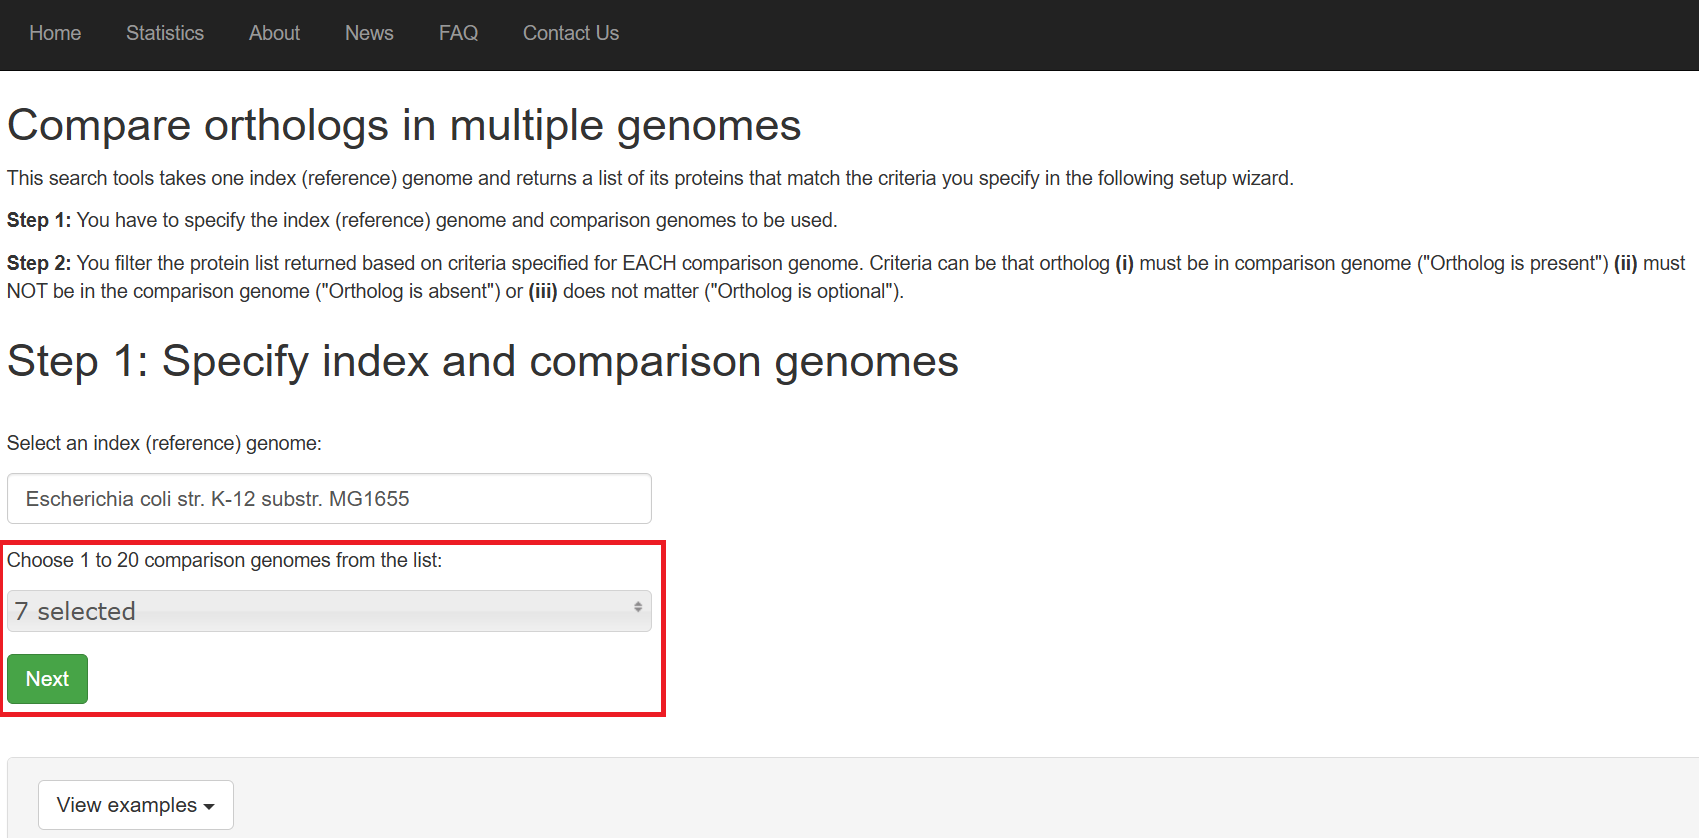 Home Statistics About News FAQ Contact Us
Compare orthologs in multiple genomes
This search tools takes one index (reference) genome and returns a list of its proteins that match the criteria you specify in the following setup wizard.
Step 1: You have to specify the index (reference) genome and comparison genomes to be used.
Step 2: You filter the protein list returned based on criteria specified for EACH comparison genome. Criteria can be that ortholog (i) must be in comparison genome ("Ortholog is present") (ii) must
NOT be in the comparison genome ("Ortholog is absent") or (iii) does not matter ("Ortholog is optional").
Step 1: Specify index and comparison genomes
Select an index (reference) genome:
Escherichia coli str. K-12 substr. MG1655
Choose 1 to 20 comparison genomes from the list:
7 selected
Next
View examples